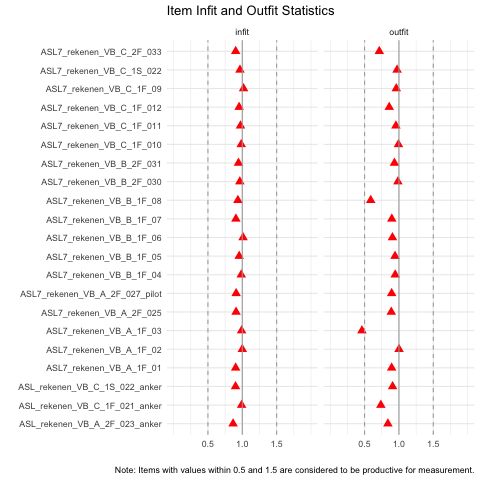 Item Infit and Outfit Statistics
infit outfit
ASL7_rekenen_VB_C_2F_033
ASL7_rekenen_VB_C_1S_022
ASL7_rekenen_VB_C_1F_09
ASL7_rekenen_VB_C_1F_012
ASL7_rekenen_VB_C_1F_011
ASL7_rekenen_VB_C_1F_010
ASL7_rekenen_VB_B_2F_031
ASL7_rekenen_VB_B_2F_030
ASL7_rekenen_VB_B_1F_08
ASL7_rekenen_VB_B_1F_07
ASL7_rekenen_VB_B_1F_06
ASL7_rekenen_VB_B_1F_05
ASL7_rekenen_VB_B_1F_04
ASL7_rekenen_VB_A_2F_027_pilot
ASL7_rekenen_VB_A_2F_025
ASL7_rekenen_VB_A_1F_03
ASL7_rekenen_VB_A_1F_02
ASL7_rekenen_VB_A_1F_01
ASL_rekenen_VB_C_1S_022_anker
ASL_rekenen_VB_C_1F_021_anker
ASL_rekenen_VB_A_2F_023_anker
0.5 1.0 1.5 0.5 1.0 1.5
Note: Items with values within 0.5 and 1.5 are considered to be productive for measurement.